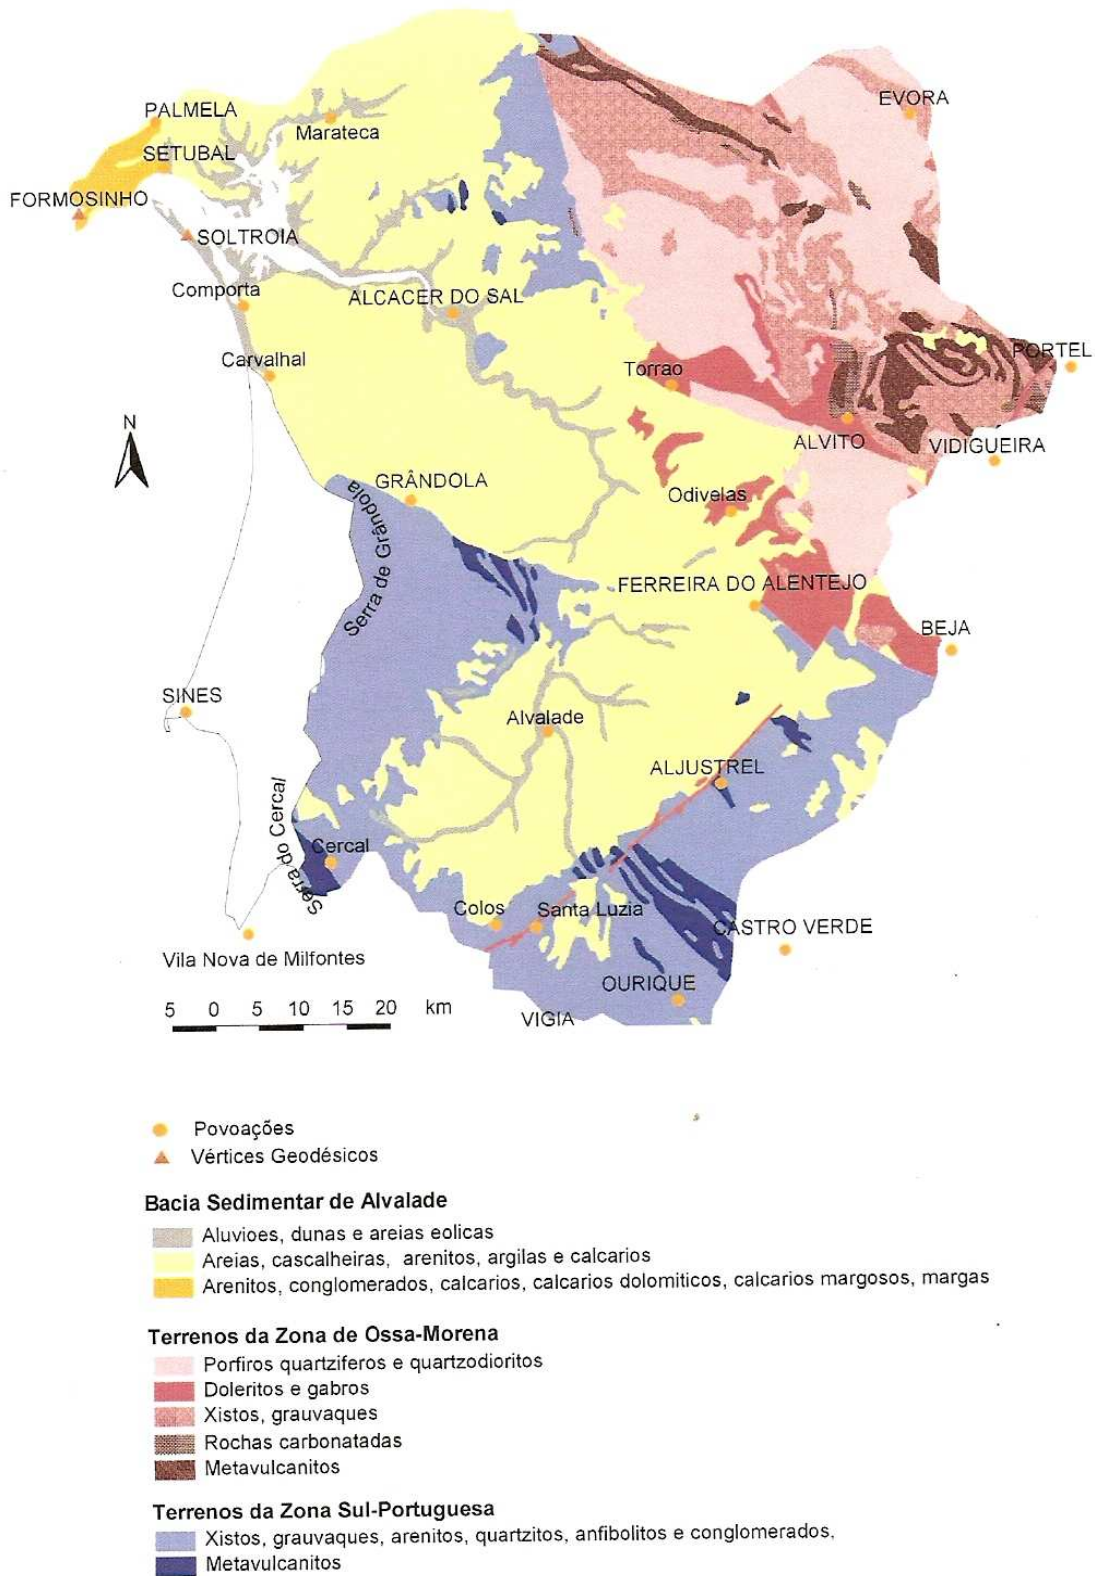 PALMELA
EVORA
Marateca
SETUBAL
FORMOSINHO
SOLTROIA
Comporta
ALCACER DO SAL
Carvalhal
Torrao
PORTEL
N
ALVITO
VIDIGUEIRA
GRÂNDOLA
Odivelas
Serra de Grândola
FERREIRA DO ALENTEJO
BEJA
SINES
Alvalade
ALJUSTREL
Serra do Cercal
Cercal
Colos
Santa Luzia
CASTRO VERDE
Vila Nova de Milfontes
OURIQUE
VIGIA
5 0 5 10 15 20 km
Povoações
Vértices Geodésicos
Bacia Sedimentar de Alvalade
Aluvioes, dunas e areias eolicas
Areias, cascalheiras, arenitos, argilas e calcarios
Arenitos, conglomerados, calcarios, calcarios dolomiticos, calcarios margosos, margas
Terrenos da Zona de Ossa-Morena
Porfiros quartziferos e quartzodioritos
Doleritos e gabros
Xistos, grauvaques
Rochas carbonatadas
Metavulcanitos
Terrenos da Zona Sul-Portuguesa
Xistos, grauvaques, arenitos, quartzitos, anfibolitos e conglomerados.
Metavulcanitos